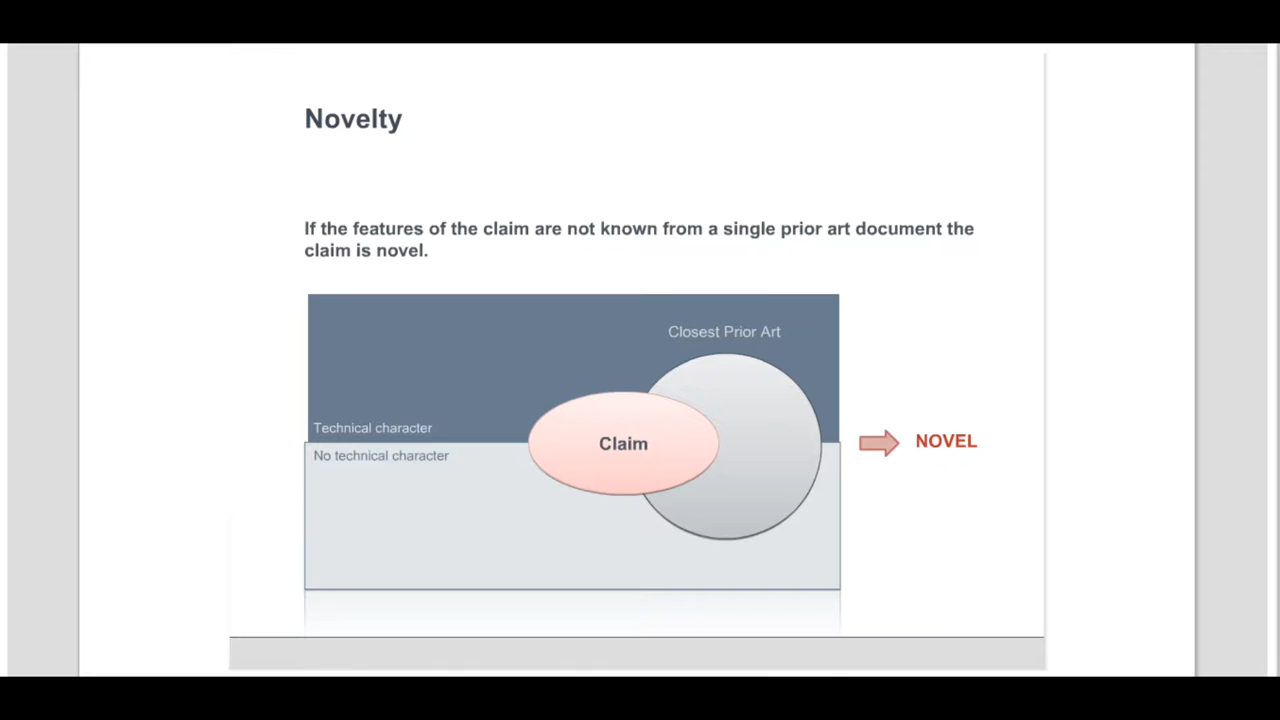 Novelty
If the features of the claim are not known from a single prior art document the
claim is novel.
Closest Prior Art
Technical character
Claim
NOVEL
No technical character